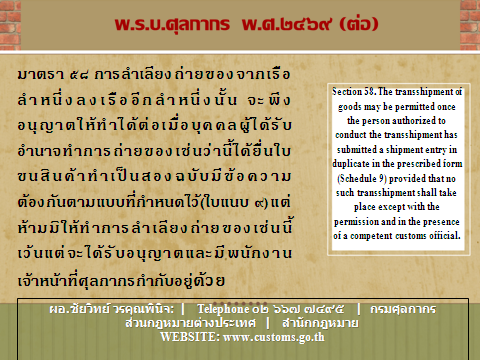 พ.ร.บ.ศุลกากร พ.ศ.๒๔๖๙ (ต่อ)
มาตรา ๕๘ การลำเลียงถ่ายของจากเรือ
ลำหนึ่งลงเรืออีกลำหนึ่งนั้น จะพึง
อนุญาตให้ทำได้ต่อเมื่อบุคคลผู้ได้รับ
อำนาจทำการถ่ายของเช่นว่านี้ได้ยื่นใบ
ขนสินค้าทำเป็นสองฉบับมีข้อความ
ต้องกันตามแบบที่กำหนดไว้(ใบแนบ ๙) แต่
ห้ามมิให้ทำการลำเลียงถ่ายของเช่นนี้
เว้นแต่จะได้รับอนุญาตและมีพนักงาน
เจ้าหน้าที่ศุลกากรกำกับอยู่ด้วย
Section 58. The transshipment of
goods may be permitted once
the person authorized to
conduct the transshipment has
submitted a shipment entry in
duplicate in the prescribed form
(Schedule 9) provided that no
such transshipment shall take
place except with the
permission and in the presence
of a competent customs official.
********
ผอ.ชัยวิทย์ วรคุณพินิจ: | Telephone ๐๒ ๖๖๗ ๗๔๙๕ | กรมศุลกากร
ส่วนกฎหมายต่างประเทศ | สำนักกฎหมาย
WEBSITE: www.customs.go.th